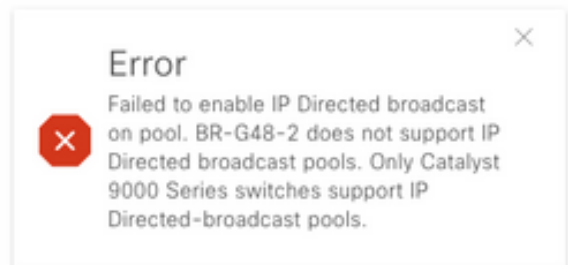 Error
Failed to enable IP Directed broadcast
on pool. BR-G48-2 does not support IP
Directed broadcast pools. Only Catalyst
9000 Series switches support IP
Directed-broadcast pools.